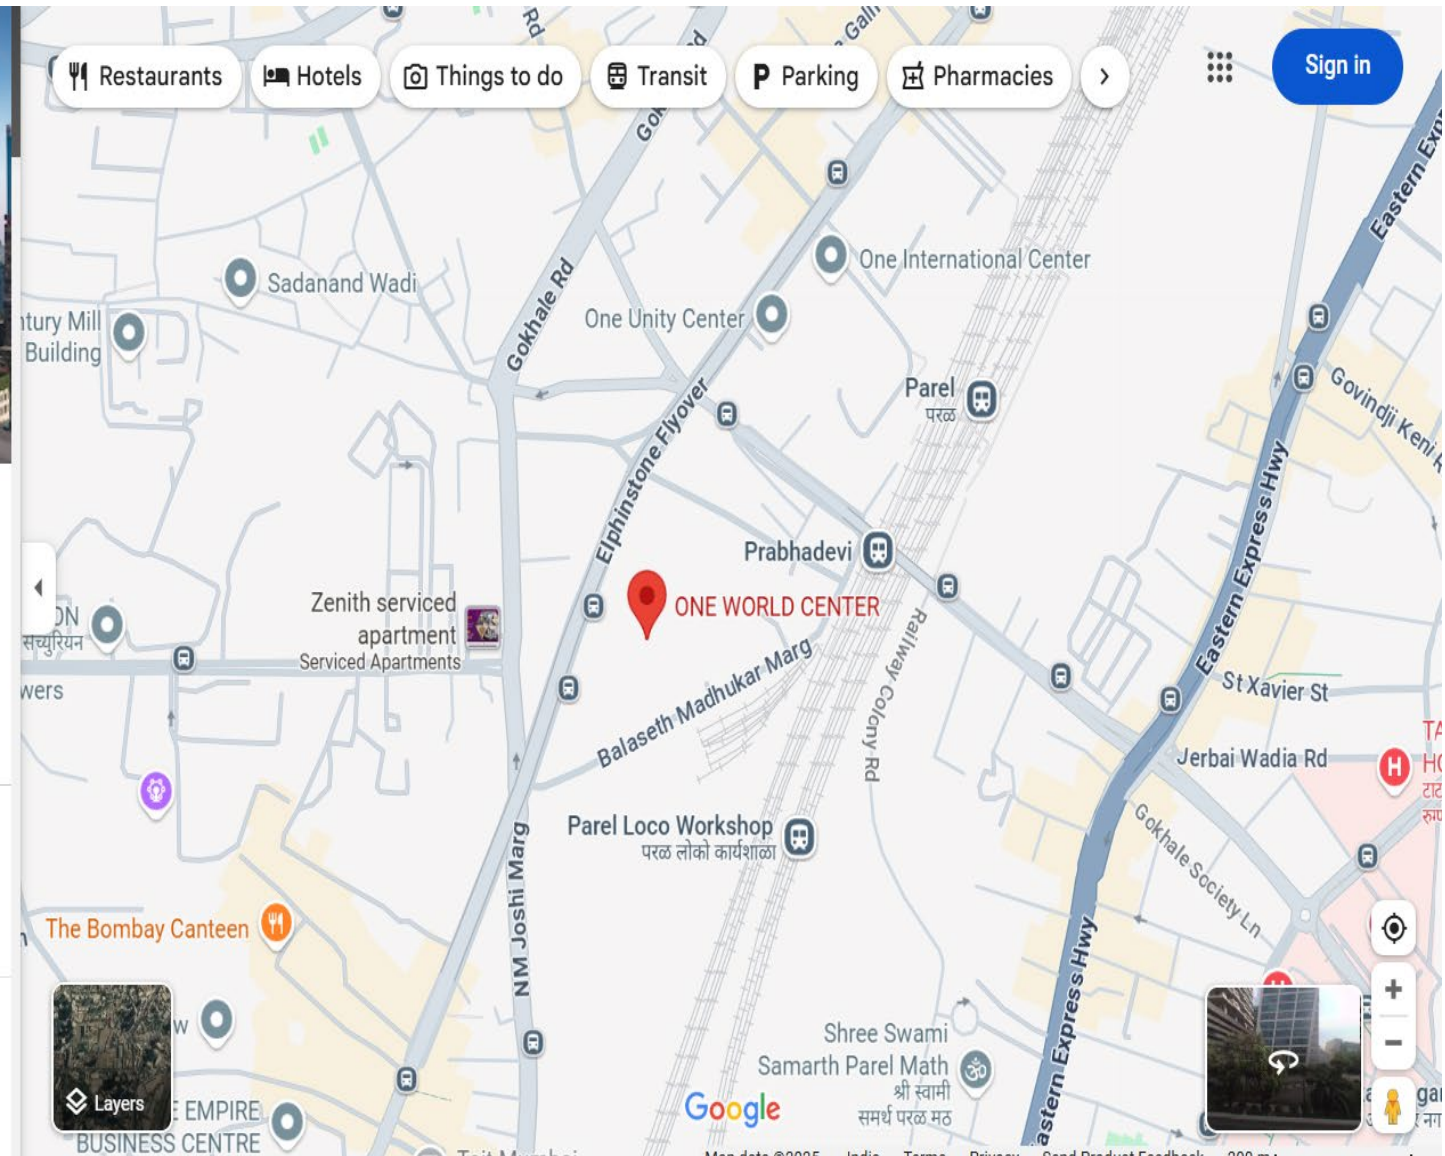 Restaurants
Hotels
Things to do
Transit
Parking
Pharmacies
Sign in
Rd
Eastern
Sadanand Wadi
Gokhale Rd
One International Center
One Unity Center
Mill
Building
Elphinstone Flyover
Parel
परळ
Govindji Keni
Eastern Express Hwy
Prabhadevi
ONE WORLD CENTER
Zenith serviced
apartment
Serviced Apartments
Railway Colony Rd
Balaseth Madhukar Marg
St Xavier St
Jerbai Wadia Rd
H
Parel Loco Workshop
परळ लोको कार्यशाळा
NM Joshi Marg
Gokhale Society Ln
The Bombay Canteen
Eastern Express Hwy
Shree Swami
Samarth Parel Math
श्री स्वामी
समर्थ परळ मठ
Layers
EMPIRE
BUSINESS CENTRE
Google